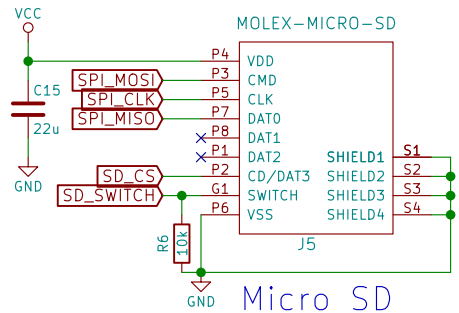 VCC
MOLEX-MICRO-SD
P4 VDD
SPI_MOSI P3 CMD
C15 SPI_CLK P5 CLK
SPI_MISO P7 DAT0
22u P8 DAT1
P1 DAT2 SHIELD1 S1
SD_CS P2 CD/DAT3 SHIELD2 S2
GND
SD_SWITCH G1 SWITCH SHIELD3 S3
P6 VSS SHIELD4 S4
R6 10k J5
GND Micro SD